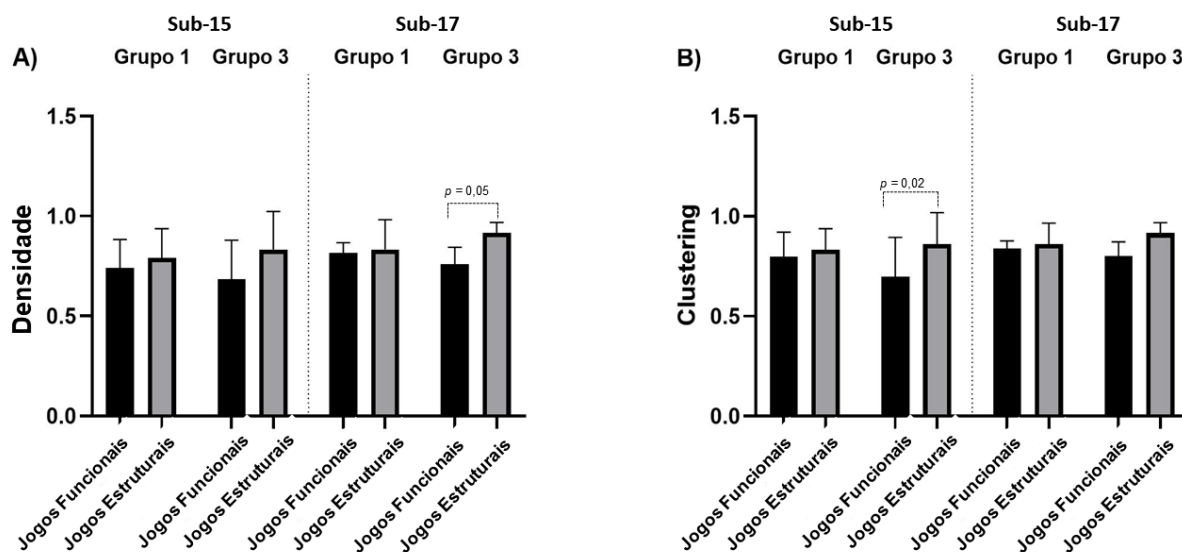 Sub-15 Sub-17
A) Grupo 1 Grupo 3 Grupo 1 Grupo 3
1.5
1.0
0.5
0.0
Densidade
p = 0,05
Jogos Funcionais
Jogos Estruturais
Jogos Funcionais
Jogos Estruturais
Jogos Funcionais
Jogos Estruturais
Jogos Funcionais
Jogos Estruturais
Sub-15 Sub-17
B) Grupo 1 Grupo 3 Grupo 1 Grupo 3
1.5
1.0
0.5
0.0
Clustering
p = 0,02
Jogos Funcionais
Jogos Estruturais
Jogos Funcionais
Jogos Estruturais
Jogos Funcionais
Jogos Estruturais
Jogos Funcionais
Jogos Estruturais